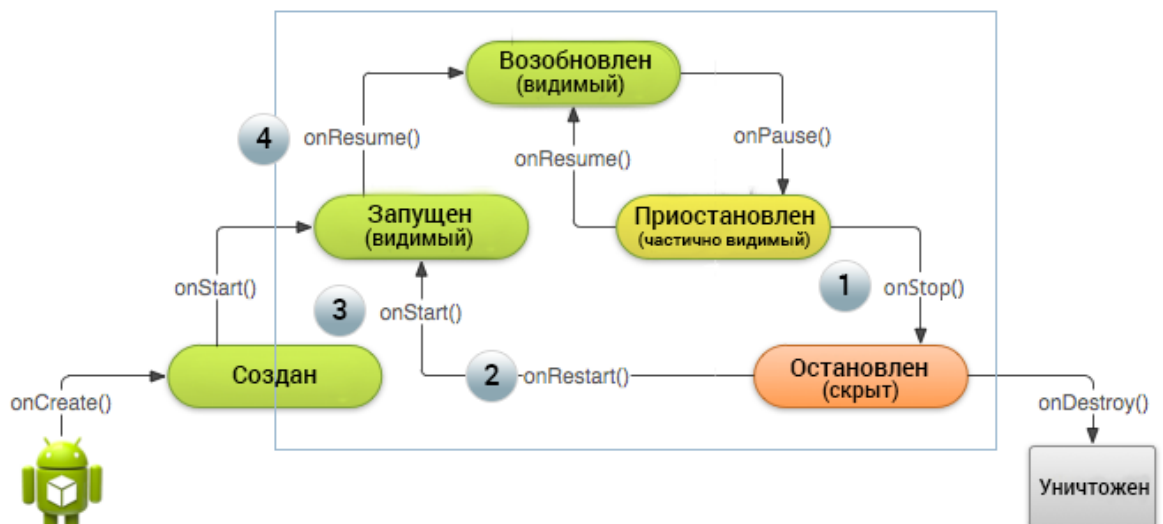 Возобновлен
(видимый)
4
onResume()
onResume()
onPause()
Запущен
(видимый)
Приостановлен
(частично видимый)
onStart()
3
onStart()
1
onStop()
Создан
2
onRestart()
Остановлен
(скрыт)
onCreate()
onDestroy()
Уничтожен